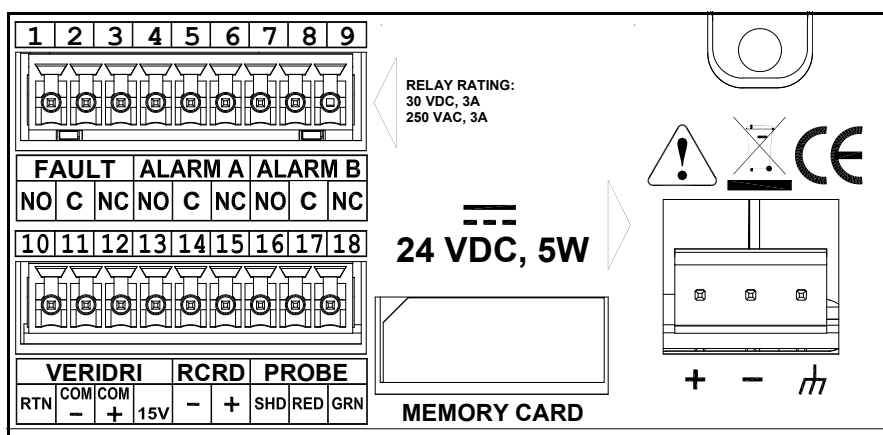 1 2 3 4 5 6 7 8 9
RELAY RATING:
30 VDC, 3A
250 VAC, 3A
FAULT ALARM A ALARM B
NO C NC NO C NC NO C NC
10 11 12 13 14 15 16 17 18
24 VDC, 5W
CE
VERIDRI RCRD PROBE
RTN COM - COM + 15V - + SHD RED GRN
MEMORY CARD
+ -